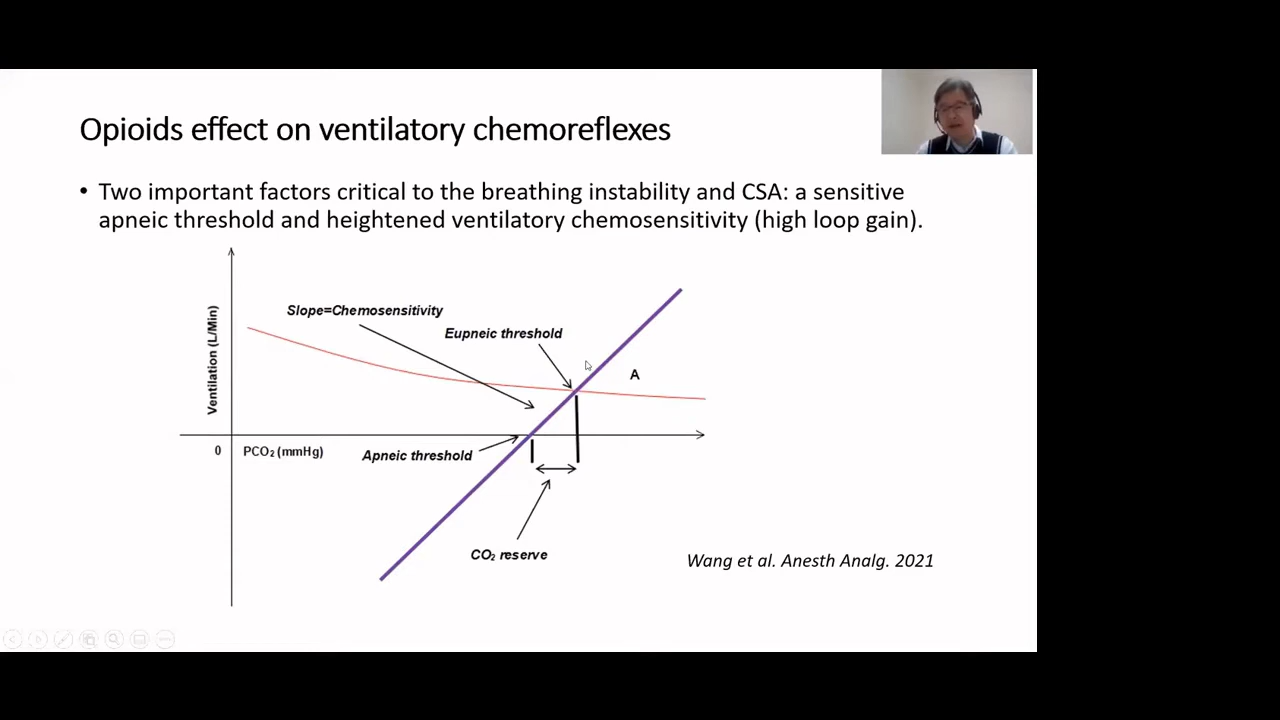 Opioids effect on ventilatory chemoreflexes
• Two important factors critical to the breathing instability and CSA: a sensitive
apneic threshold and heightened ventilatory chemosensitivity (high loop gain).
Slope=Chemosensitivity
Eupneic threshold
Ventilation (L/Min)
A
0
PCO₂ (mmHg)
Apneic threshold
CO₂ reserve
Wang et al. Anesth Analg. 2021